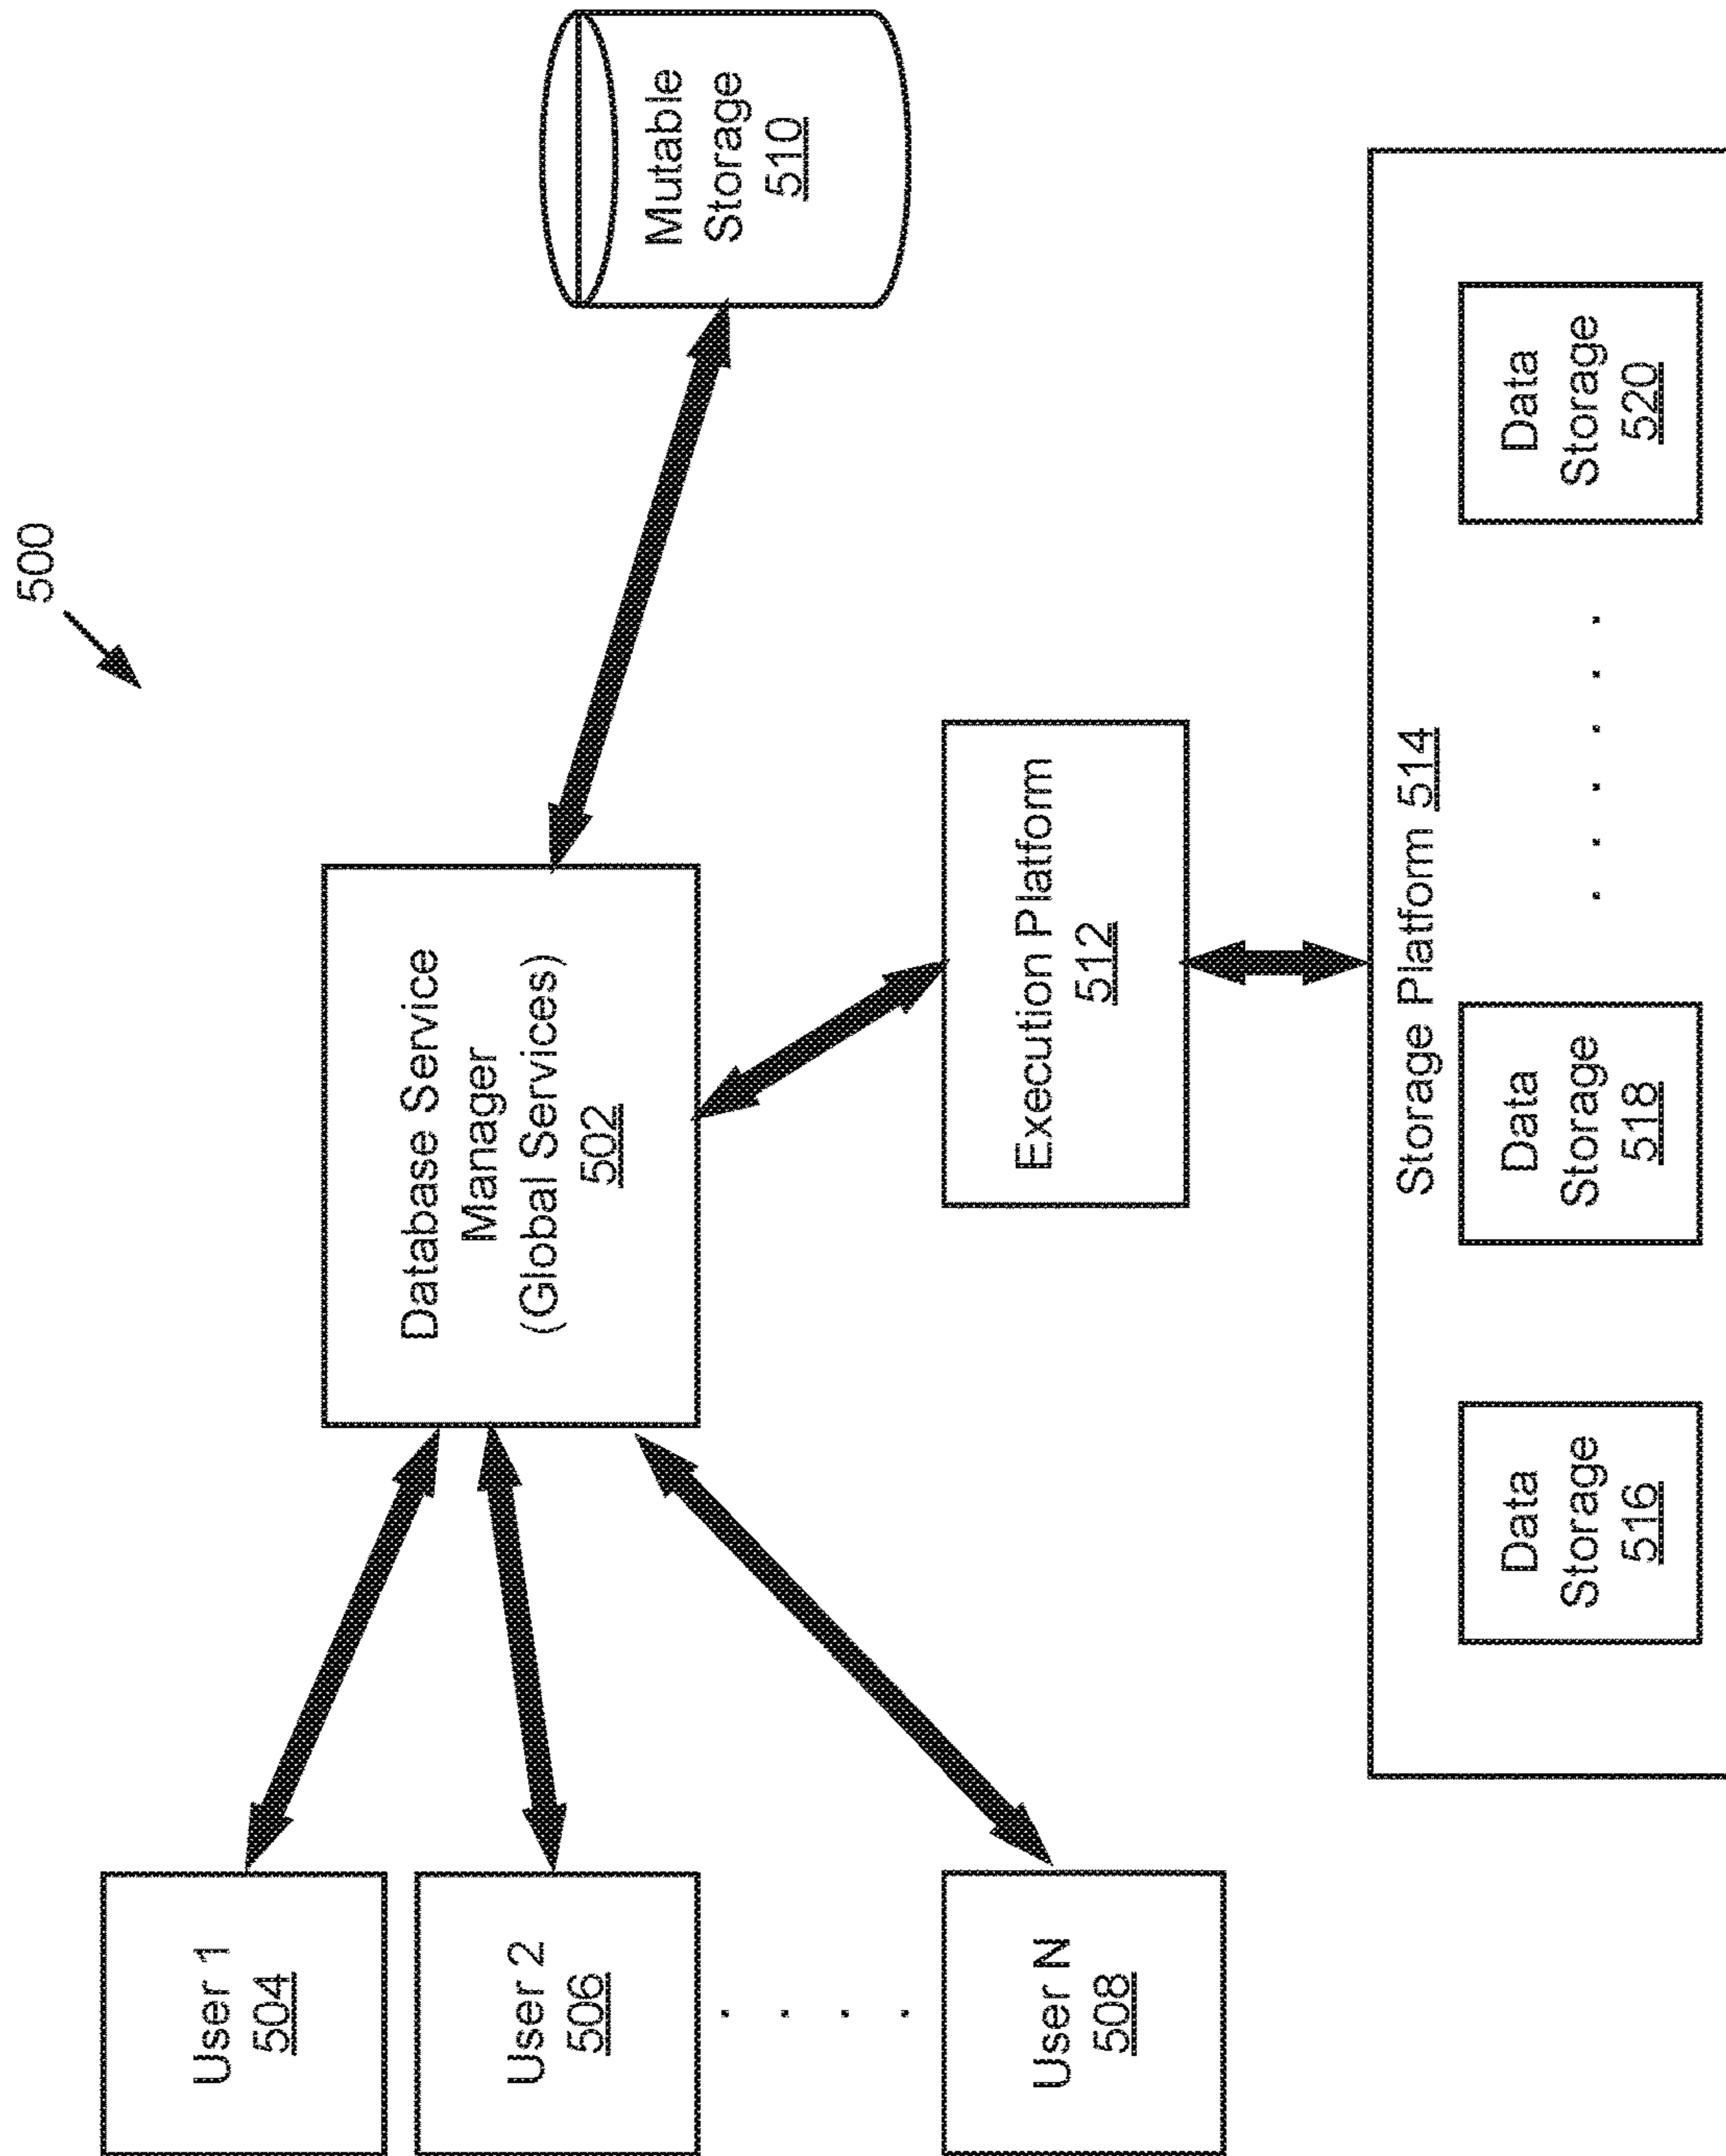 500
User 1
504
User 2
506
User N
508
Database Service
Manager
(Global Services)
502
Mutable
Storage
510
Execution Platform
512
Storage Platform 514
Data
Storage
516
Data
Storage
518
Data
Storage
520